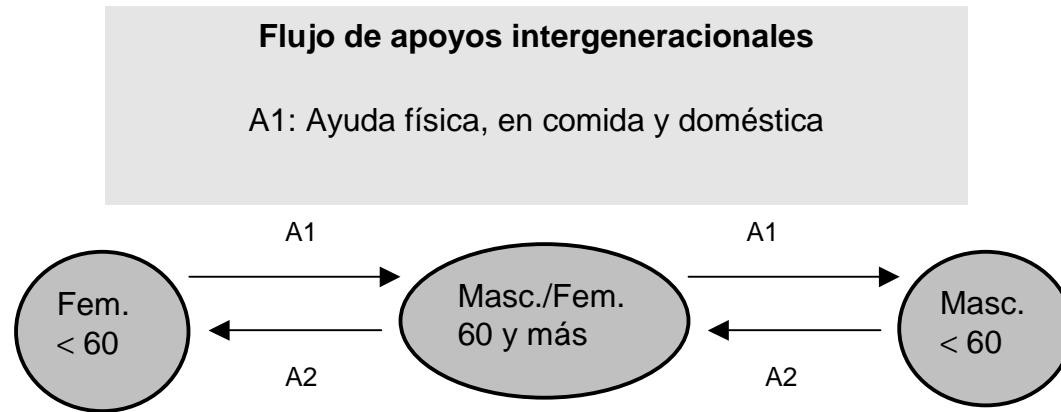 Flujo de apoyos intergeneracionales
A1: Ayuda física, en comida y doméstica
A1
A1
Fem.
< 60
Masc./Fem.
60 y más
Masc.
< 60
A2
A2